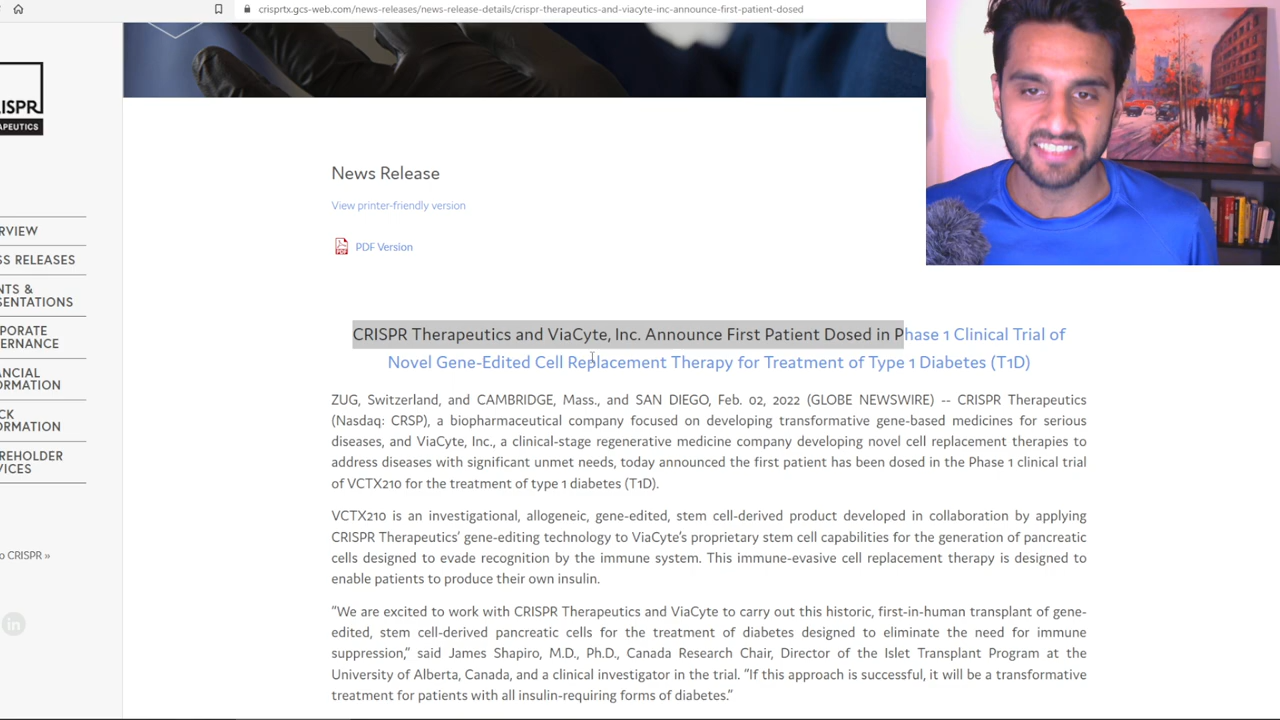 crisprtx.gcs-web.com/news-releases/news-release-details/crispr-therapeutics-and-viacyte-inc-announce-first-patient-dosed
RISPR
APEUTICS
RVIEW
SS RELEASES
NTS &
SENTATIONS
PORATE
ERNANCE
ANCIAL
ORMATION
CK
ORMATION
REHOLDER
VICES
o CRISPR »
in
News Release
View printer-friendly version
PDF Version
CRISPR Therapeutics and ViaCyte, Inc. Announce First Patient Dosed in Phase 1 Clinical Trial of
Novel Gene-Edited Cell Replacement Therapy for Treatment of Type 1 Diabetes (T1D)
ZUG, Switzerland, and CAMBRIDGE, Mass., and SAN DIEGO, Feb. 02, 2022 (GLOBE NEWSWIRE) -- CRISPR Therapeutics
(Nasdaq: CRSP), a biopharmaceutical company focused on developing transformative gene-based medicines for serious
diseases, and ViaCyte, Inc., a clinical-stage regenerative medicine company developing novel cell replacement therapies to
address diseases with significant unmet needs, today announced the first patient has been dosed in the Phase 1 clinical trial
of VCTX210 for the treatment of type 1 diabetes (T1D).
VCTX210 is an investigational, allogeneic, gene-edited, stem cell-derived product developed in collaboration by applying
CRISPR Therapeutics' gene-editing technology to ViaCyte's proprietary stem cell capabilities for the generation of pancreatic
cells designed to evade recognition by the immune system. This immune-evasive cell replacement therapy is designed to
enable patients to produce their own insulin.
"We are excited to work with CRISPR Therapeutics and ViaCyte to carry out this historic, first-in-human transplant of gene-
edited, stem cell-derived pancreatic cells for the treatment of diabetes designed to eliminate the need for immune
suppression," said James Shapiro, M.D., Ph.D., Canada Research Chair, Director of the Islet Transplant Program at the
University of Alberta, Canada, and a clinical investigator in the trial. "If this approach is successful, it will be a transformative
treatment for patients with all insulin-requiring forms of diabetes."